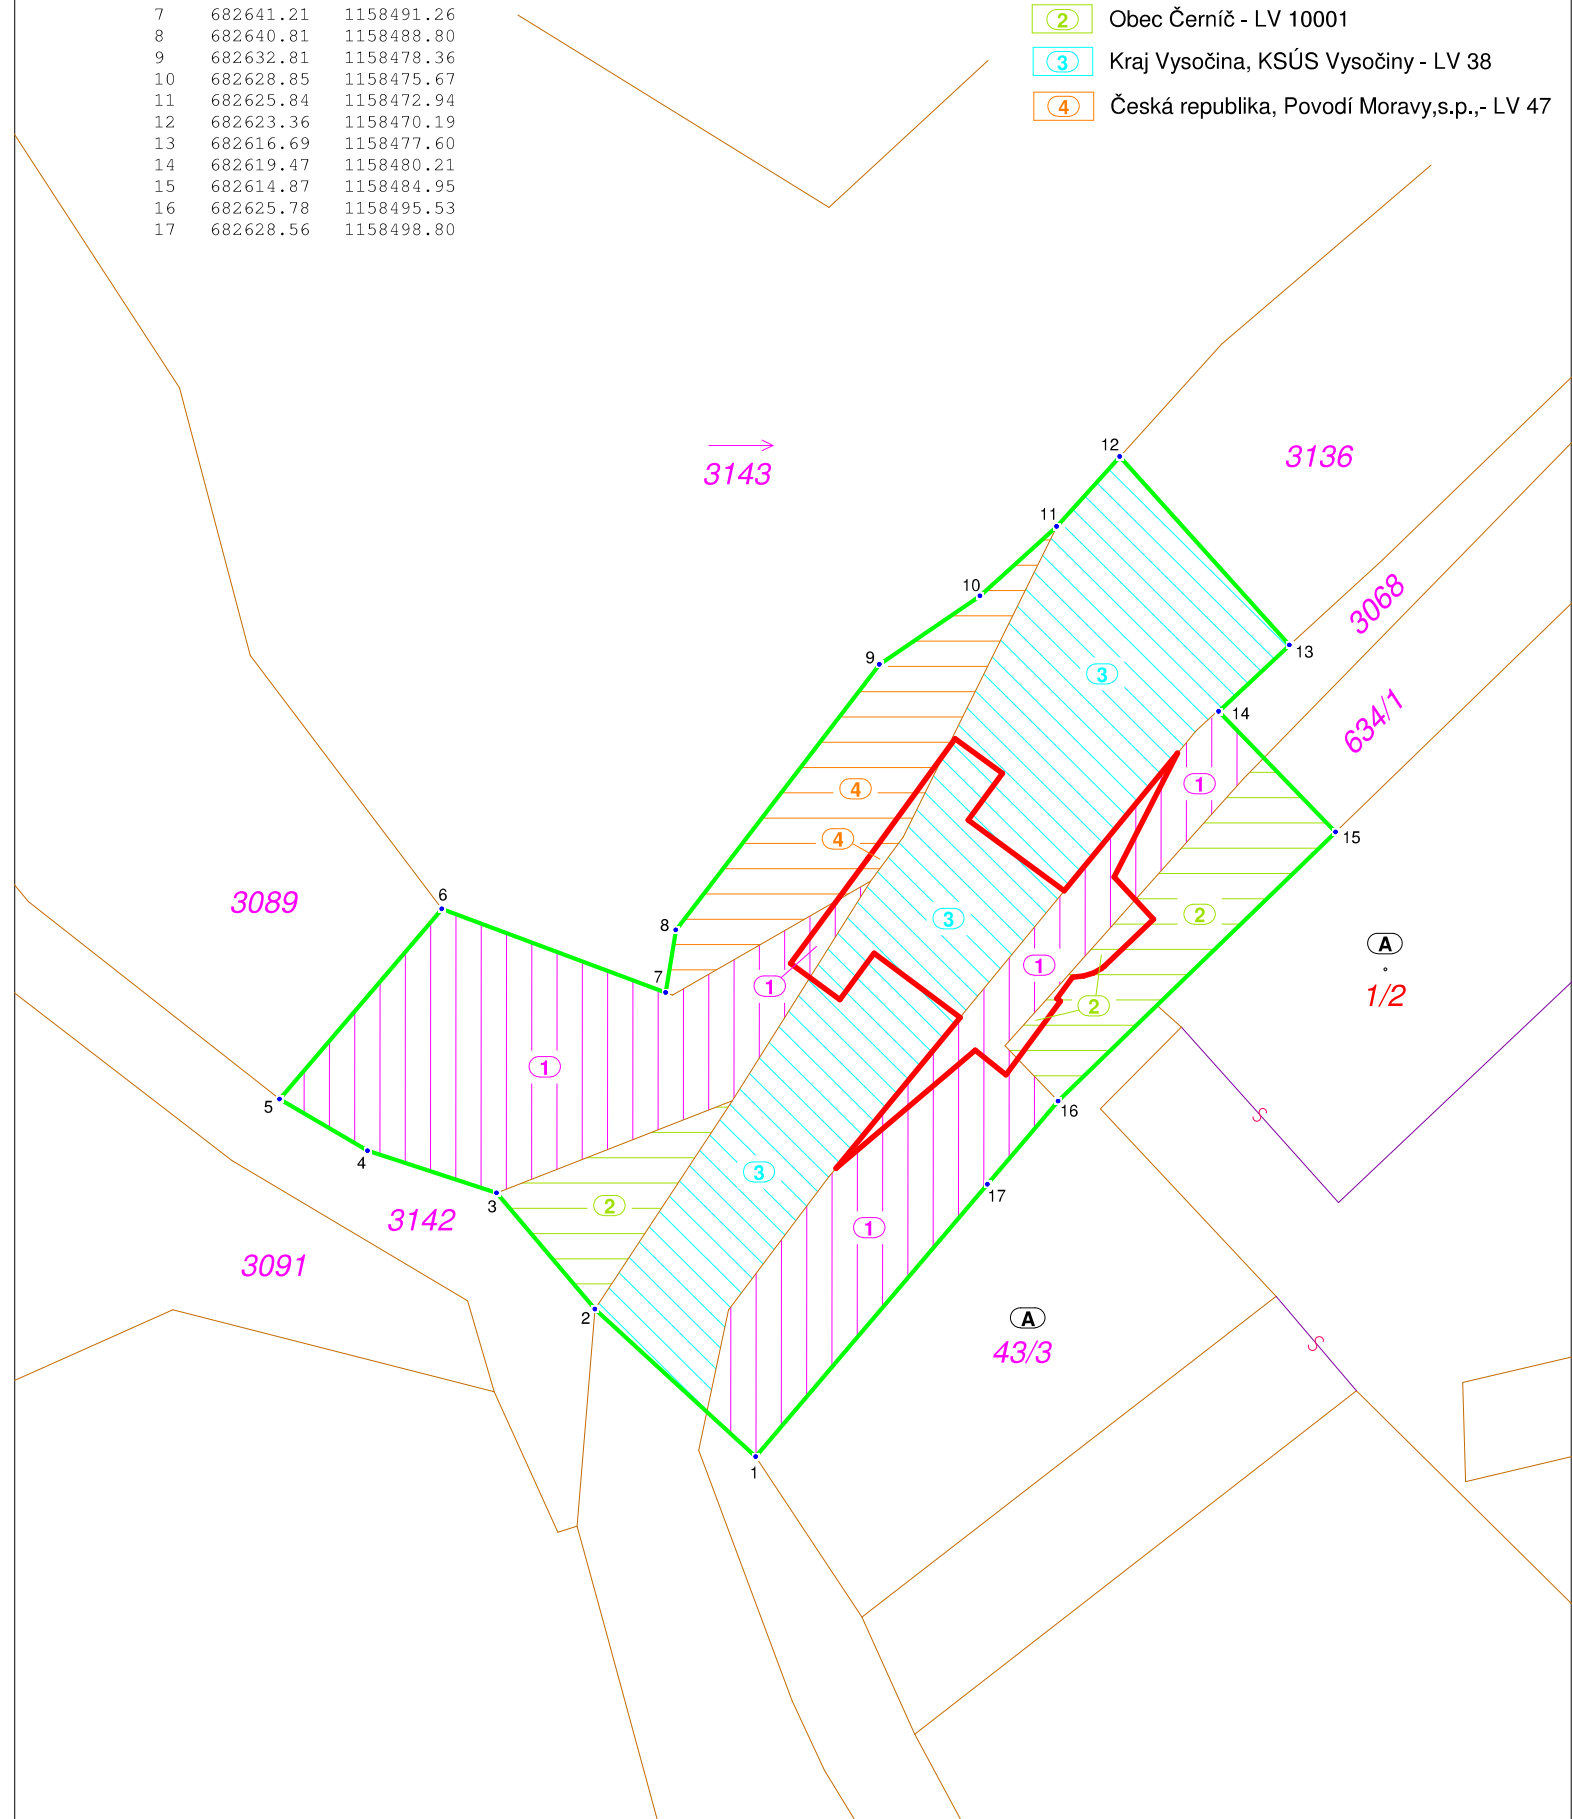 7 682641.21 1158491.26
8 682640.81 1158488.80
9 682632.81 1158478.36
10 682628.85 1158475.67
11 682625.84 1158472.94
12 682623.36 1158470.19
13 682616.69 1158477.60
14 682619.47 1158480.21
15 682614.87 1158484.95
16 682625.78 1158495.53
17 682628.56 1158498.80
2 Obec Černíč - LV 10001
3 Kraj Vysočina, KSÚS Vysočiny - LV 38
4 Česká republika, Povodí Moravy,s.p.,- LV 47
12
3136
3143
11
10
3068
13
9
3
14
634/1
1
4
4
15
6
3089
8
3
2
A
7
1
1
1/2
2
5
1
16
S
4
3
3
17
2
3142
1
3091
2
A
43/3
S
1